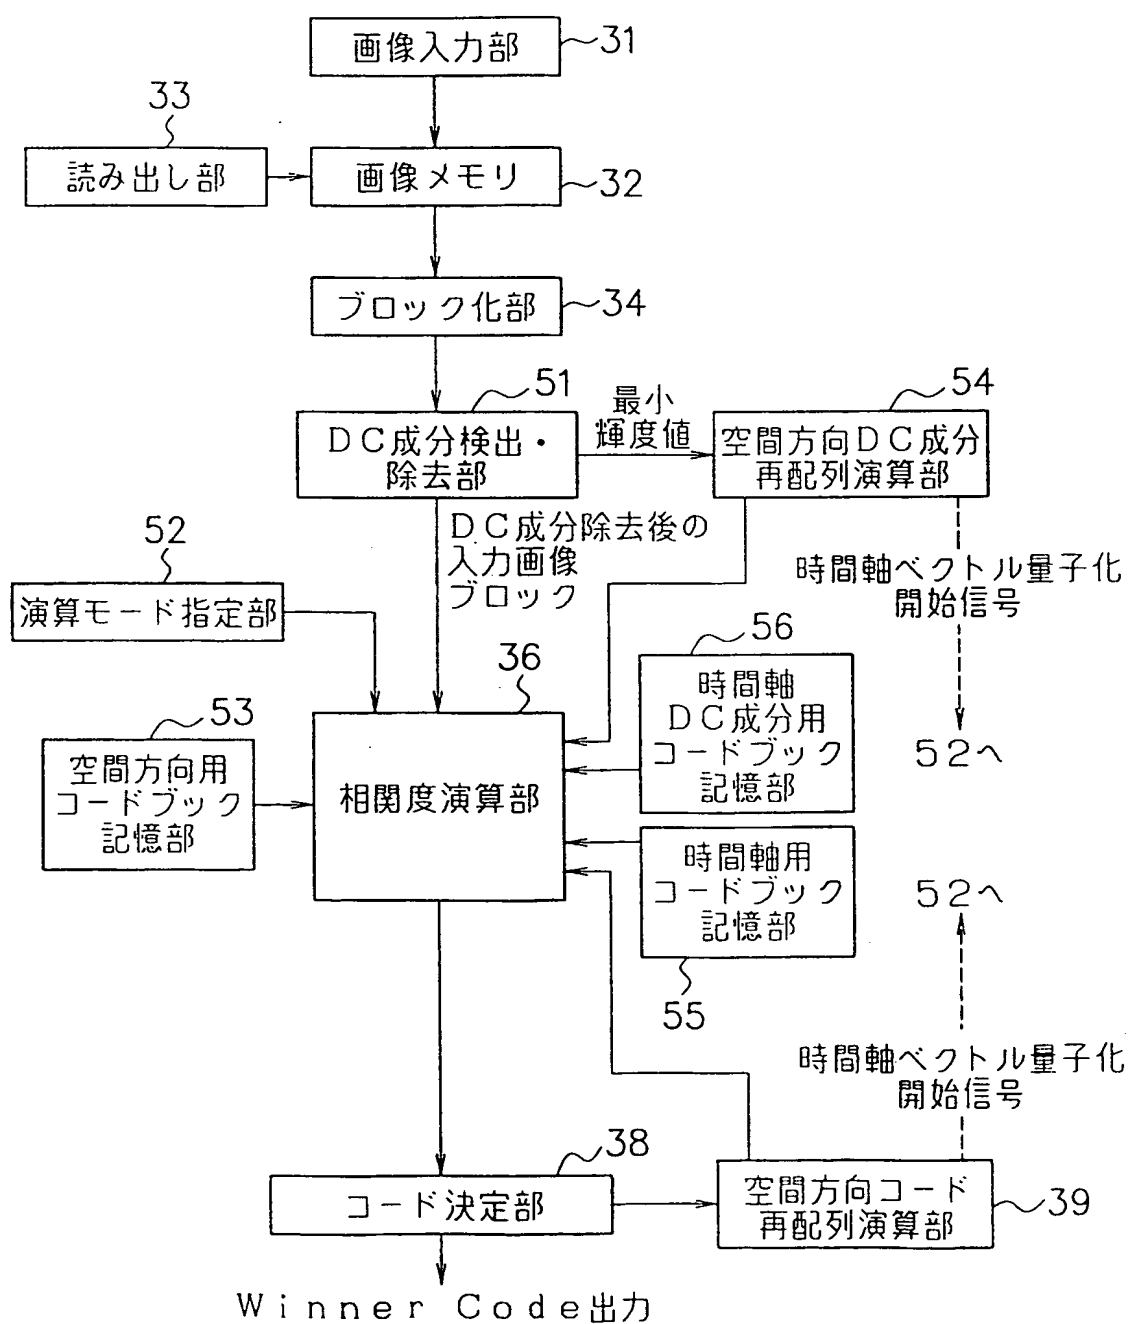 画像入力部
31
33
読み出し部
画像メモリ
32
ブロック化部
34
51
DC成分検出・
除去部
最小
輝度値
54
空間方向DC成分
再配列演算部
DC成分除去後の
入力画像
ブロック
52
演算モード指定部
時間軸ベクトル量子化
開始信号
56
時間軸
DC成分用
コードブック
記憶部
36
相関度演算部
53
空間方向用
コードブック
記憶部
52へ
時間軸用
コードブック
記憶部
55
52へ
時間軸ベクトル量子化
開始信号
38
コード決定部
空間方向コード
再配列演算部
39
Winner Code出力